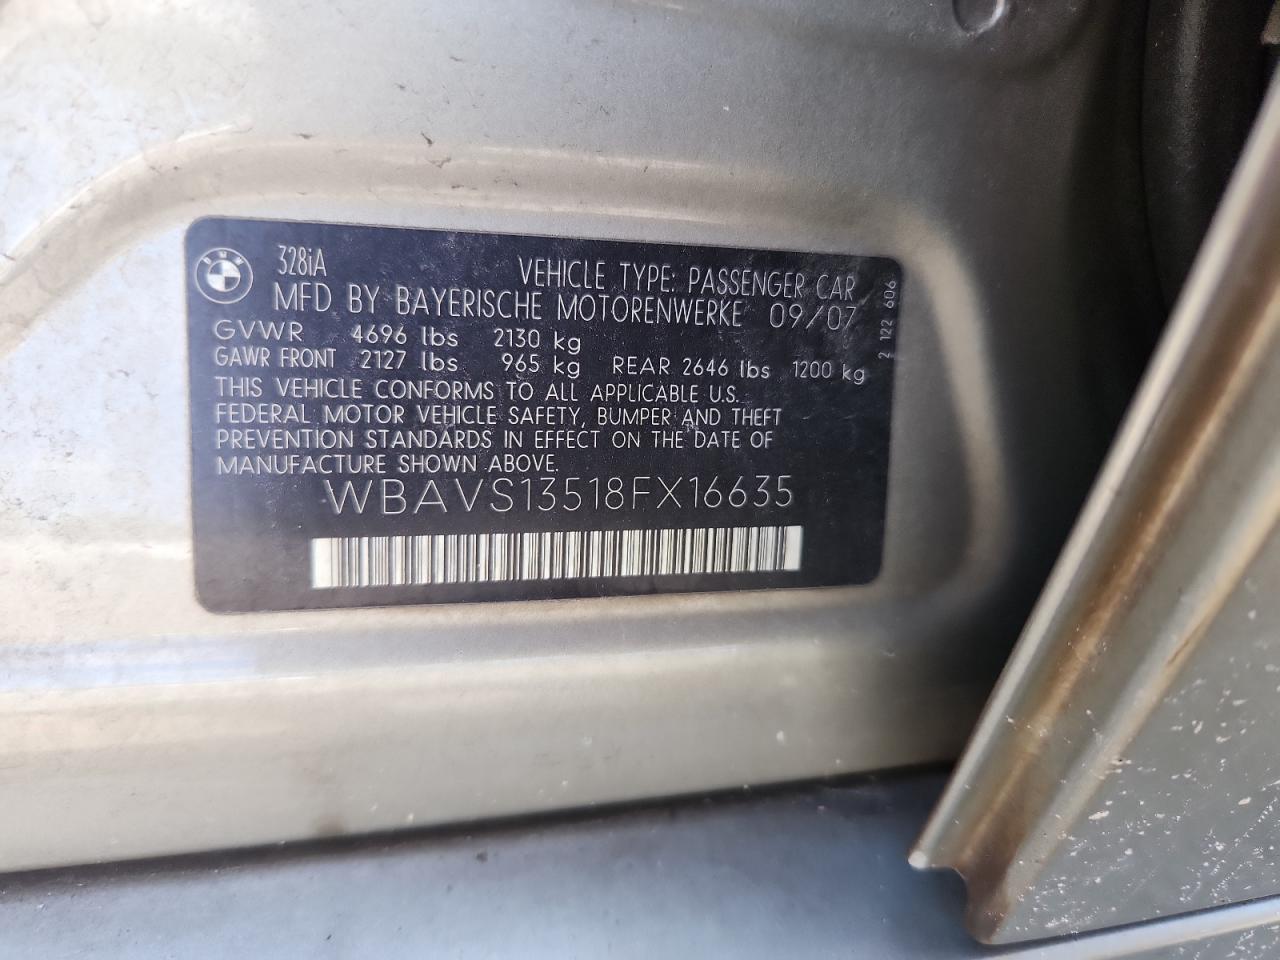 BMW
328iA
VEHICLE TYPE: PASSENGER CAR
MFD BY BAYERISCHE MOTORENWERKE 09/07
GVWR 4696 lbs 2130 kg
GAWR FRONT 2127 lbs 965 kg REAR 2646 lbs 1200 kg
THIS VEHICLE CONFORMS TO ALL APPLICABLE U.S.
FEDERAL MOTOR VEHICLE SAFETY, BUMPER AND THEFT
PREVENTION STANDARDS IN EFFECT ON THE DATE OF
MANUFACTURE SHOWN ABOVE.
WBAVS13518FX16635
2 122 606